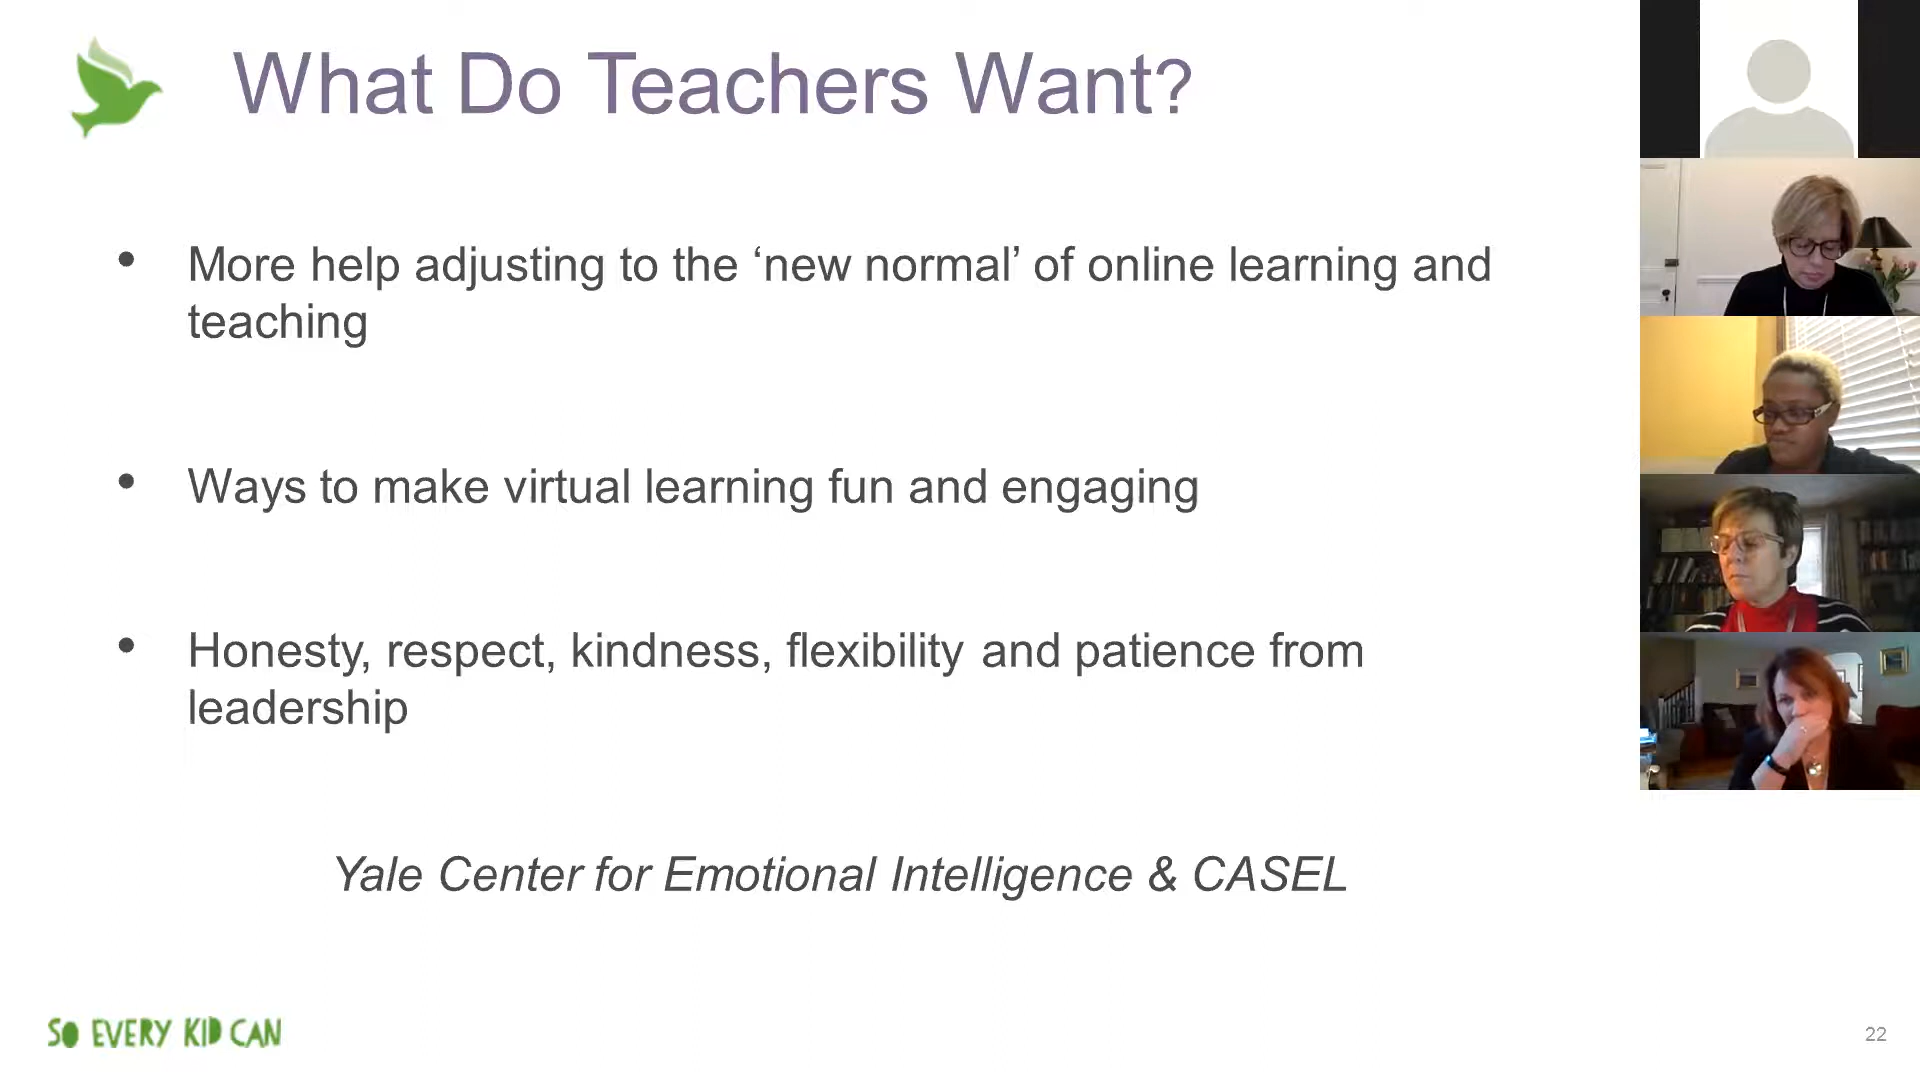 What Do Teachers Want?
• More help adjusting to the ‘new normal’ of online learning and
teaching
• Ways to make virtual learning fun and engaging
• Honesty, respect, kindness, flexibility and patience from
leadership
Yale Center for Emotional Intelligence & CASEL
SO EVERY KID CAN
22